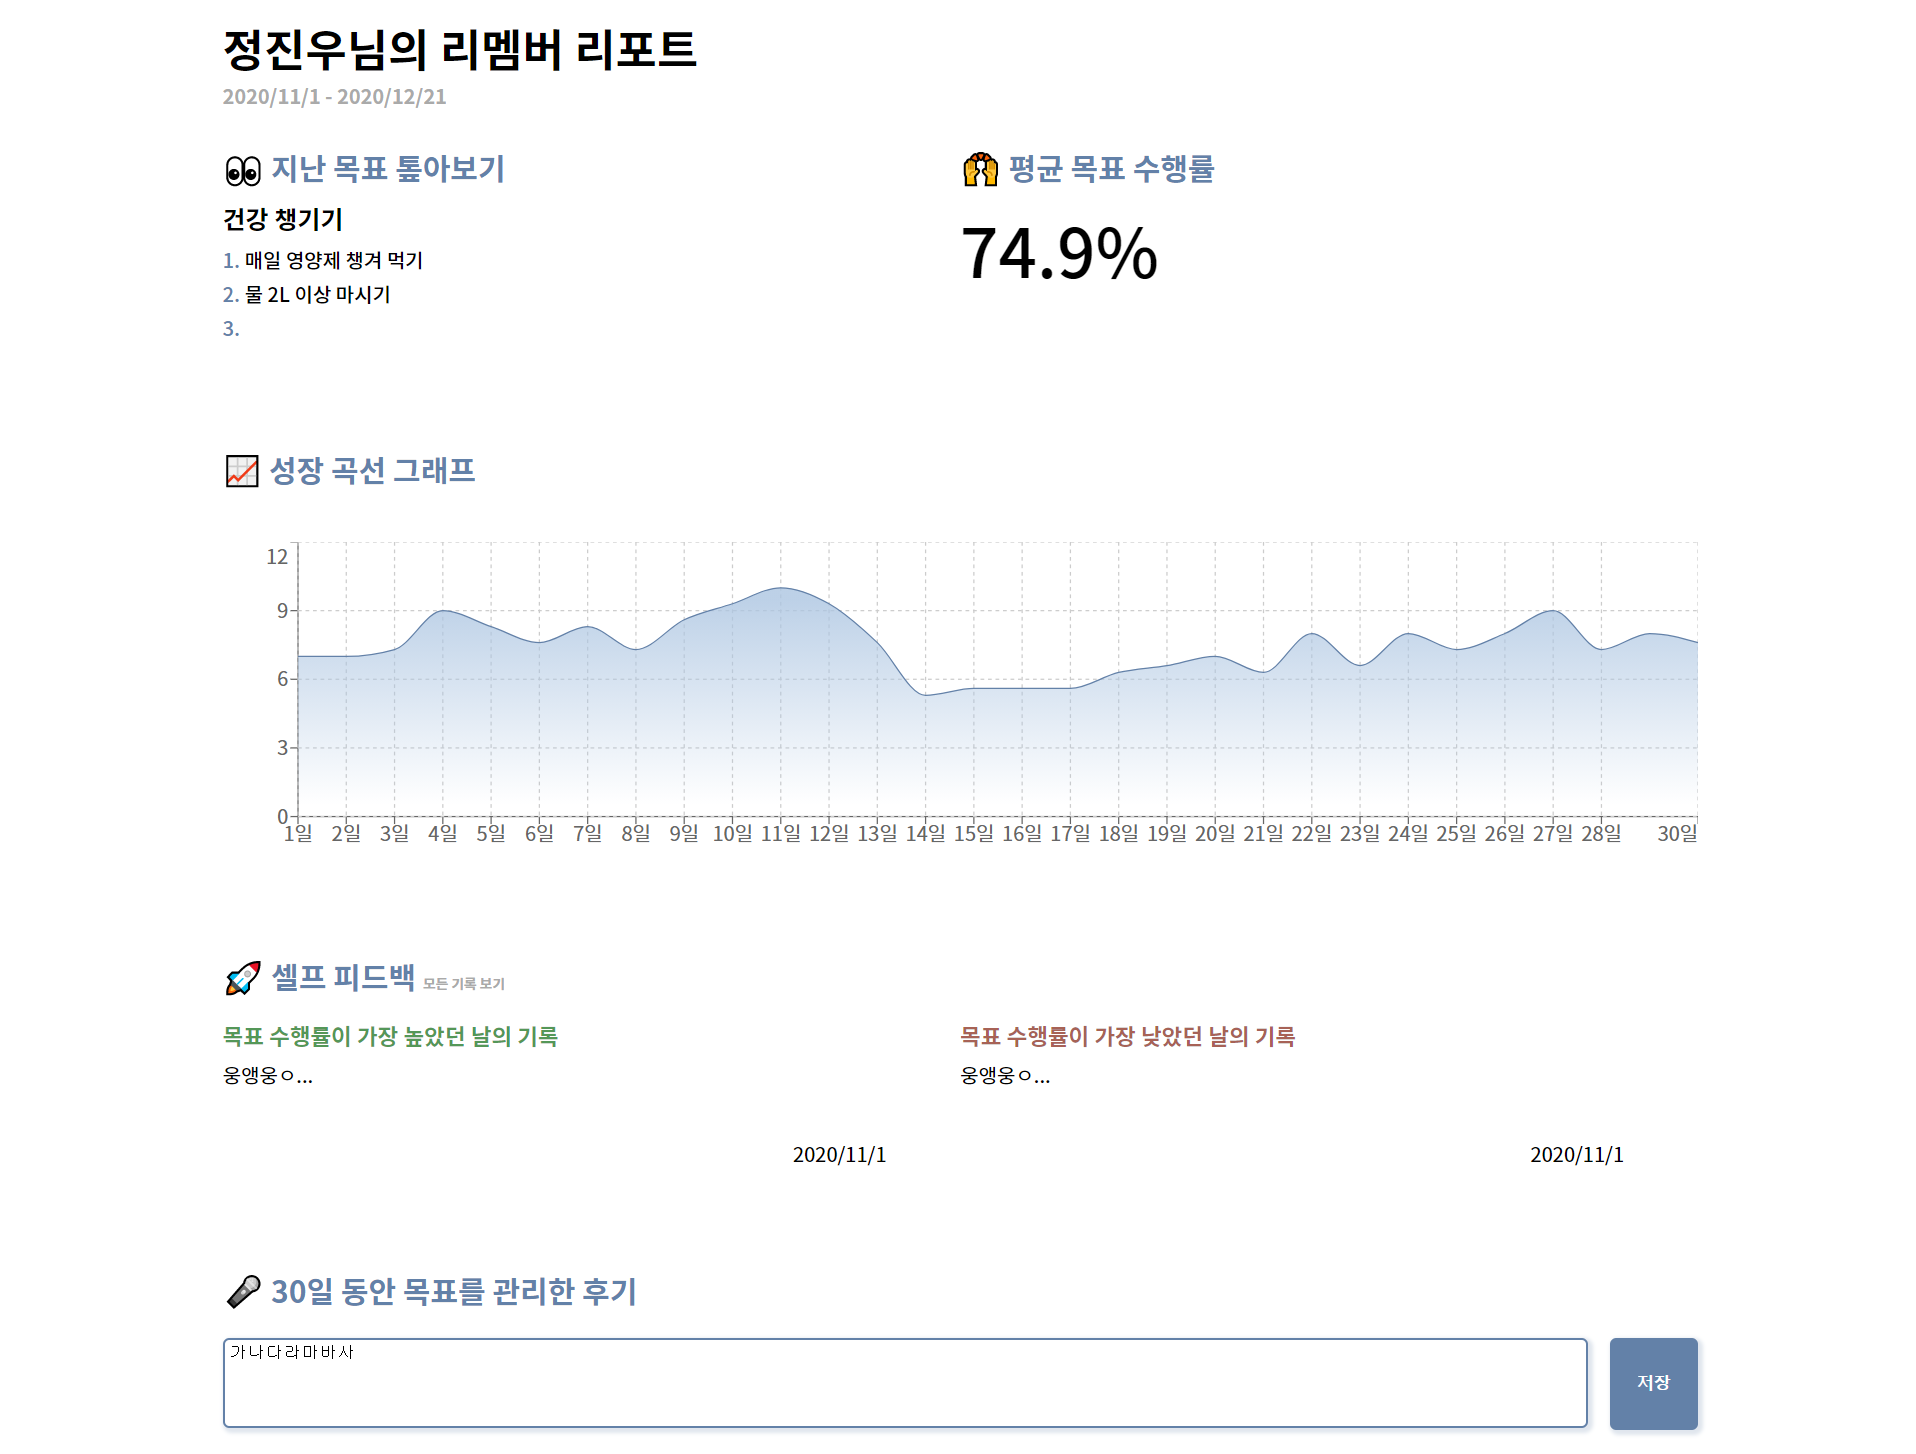 정진우님의 리멤버 리포트
2020/11/1 - 2020/12/21
지난 목표 톺아보기
건강 챙기기
1. 매일 영양제 챙겨 먹기
2. 물 2L 이상 마시기
3.
평균 목표 수행률
74.9%
성장 곡선 그래프
12
9
6
3
0
1일 2일 3일 4일 5일 6일 7일 8일 9일 10일 11일 12일 13일 14일 15일 16일 17일 18일 19일 20일 21일 22일 23일 24일 25일 26일 27일 28일 30일
셀프 피드백 모든 기록 보기
목표 수행률이 가장 높았던 날의 기록
웅앵웅ㅇ...
2020/11/1
목표 수행률이 가장 낮았던 날의 기록
웅앵웅ㅇ...
2020/11/1
30일 동안 목표를 관리한 후기
가나다라마바사
저장